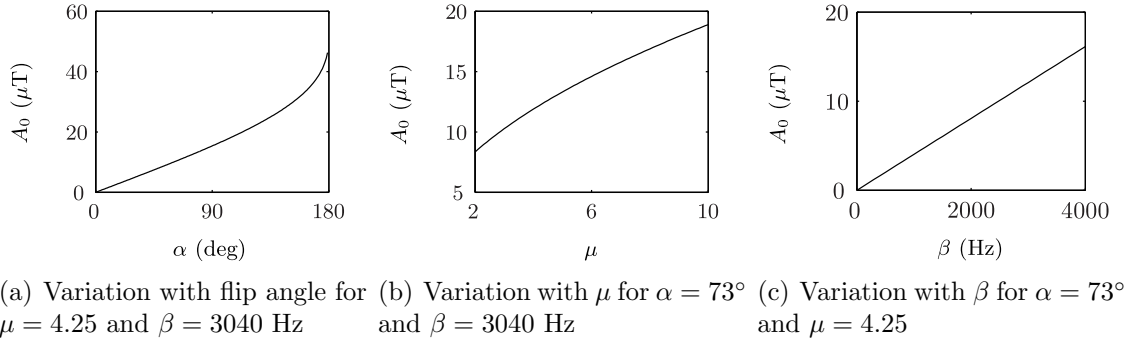 60
40
20
0
0
90
180
A₀ (μT)
α (deg)
20
15
10
5
2
6
10
A₀ (μT)
μ
20
10
0
0
2000
4000
A₀ (μT)
β (Hz)
(a) Variation with flip angle for
μ = 4.25 and β = 3040 Hz
(b) Variation with μ for α = 73°
and β = 3040 Hz
(c) Variation with β for α = 73°
and μ = 4.25